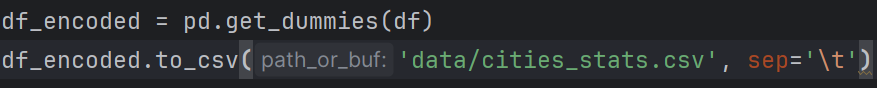 df_encoded = pd.get_dummies(df)
df_encoded.to_csv(path_or_buf: 'data/cities_stats.csv', sep='\t')